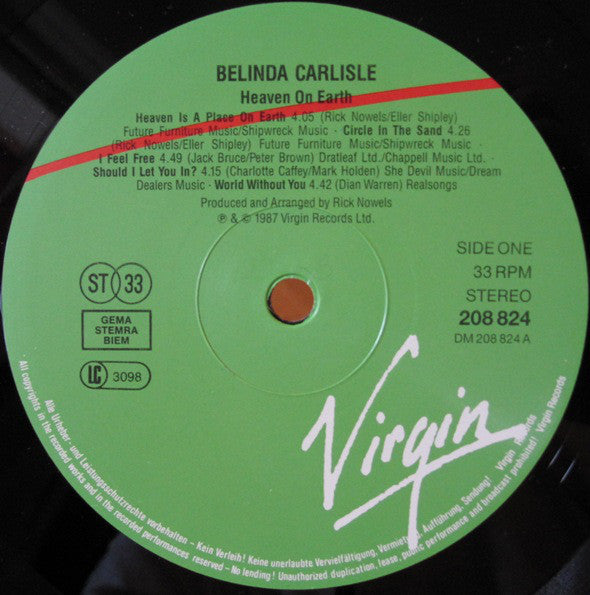 BELINDA CARLISLE
Heaven On Earth
Heaven Is A Place On Earth 4.05 (Rick Nowels/Eller Shipley)
Future Furniture Music/Shipwreck Music · Circle In The Sand 4.26
(Rick Nowels/Eller Shipley) Future Furniture Music/Shipwreck Music ·
I Feel Free 4.49 (Jack Bruce/Peter Brown) Dratleaf Ltd./Chappell Music Ltd. ·
Should I Let You In? 4.15 (Charlotte Caffey/Mark Holden) She Devil Music/Dream
Dealers Music · World Without You 4.42 (Dian Warren) Realsongs
Produced and Arranged by Rick Nowels
℗ & © 1987 Virgin Records Ltd.
ST 33
GEMA
STEMRA
BIEM
LC 3098
SIDE ONE
33 RPM
STEREO
208 824
DM 208 824 A
Virgin
Alle Urheber- und Leistungsschutzrechte vorbehalten – Kein Verleih! Keine unerlaubte Vervielfältigung, Vermietung, Aufführung, Sendung! Virgin Records
· All copyrights in the recorded works and in the recorded performances reserved – No lending! Unauthorized duplication, lease, public performance and broadcast prohibited! Virgin Records